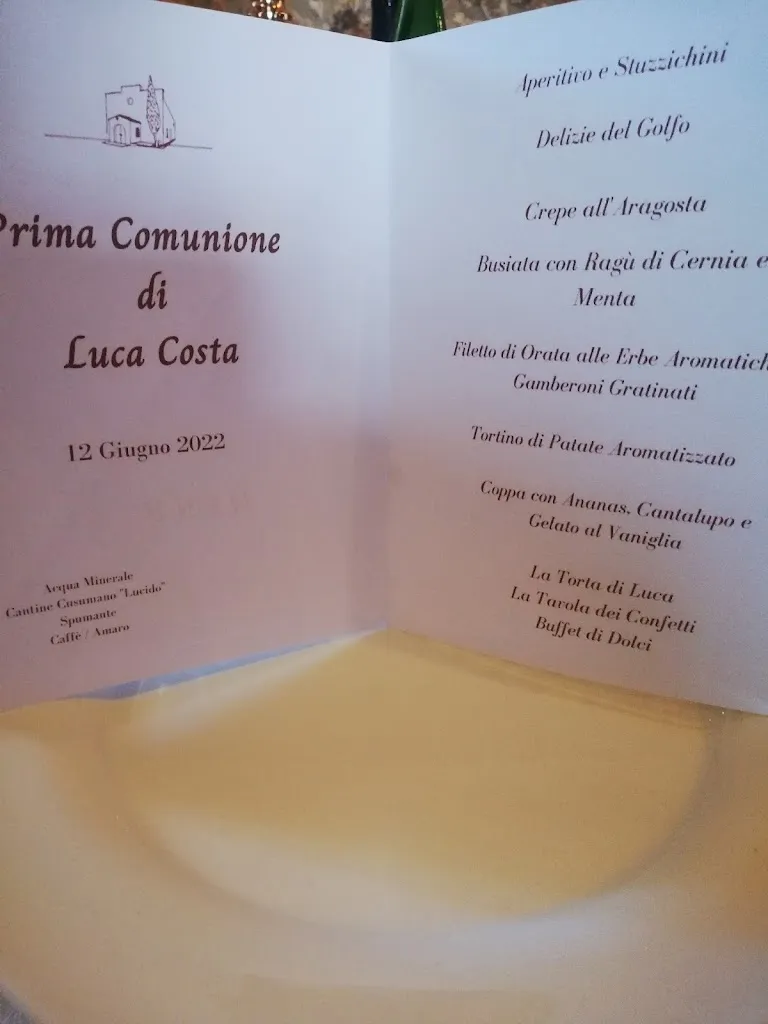 Prima Comunione
di
Luca Costa
12 Giugno 2022
Acqua Minerale
Cantine Cusumano "Lucido"
Spumante
Caffè / Amaro
Aperitivo e Stuzzichini
Delizie del Golfo
Crepe all'Aragosta
Busiata con Ragù di Cernia e
Menta
Filetto di Orata alle Erbe Aromatich
Gamberoni Gratinati
Tortino di Patate Aromatizzato
Coppa con Ananas, Cantalupo e
Gelato al Vaniglia
La Torta di Luca
La Tavola dei Confetti
Buffet di Dolci